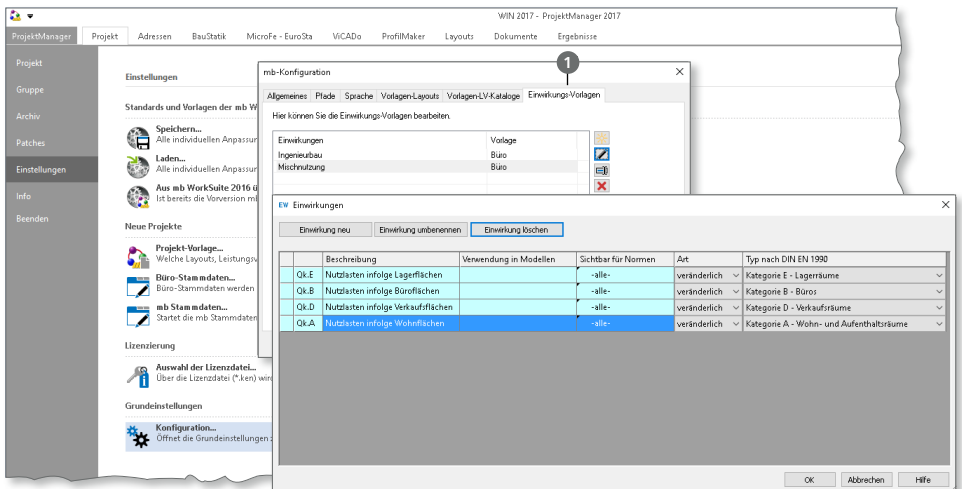 WIN 2017 - ProjektManager 2017
ProjektManager Projekt Adressen BauStatik MicroFe - EuroSta ViCADo ProfilMaker Layouts Dokumente Ergebnisse
Projekt
Gruppe
Archiv
Patches
Einstellungen
Info
Beenden
Einstellungen
Standards und Vorlagen der mb
Speichern...
Alle individuellen Anpassur
Laden...
Alle individuellen Anpassur
Aus mb WorkSuite 2016 ü
Ist bereits die Vorversion
Neue Projekte
Projekt-Vorlage...
Welche Layouts, Leistungsv
Büro-Stammdaten...
Büro-Stammdaten werden
mb Stammdaten...
Startet die mb Stammdaten
Lizenzierung
Auswahl der Lizenzdatei...
Über die Lizenzdatei (*.ken) wird
Grundeinstellungen
Konfiguration...
Öffnet die Grundeinstellungen
1
mb-Konfiguration
Allgemeines Pfade Sprache Vorlagen-Layouts Vorlagen-LV-Kataloge Einwirkungs-Vorlagen
Hier können Sie die Einwirkungs-Vorlagen bearbeiten.
Einwirkungen Vorlage
Ingenieurbau Büro
Mischnutzung Büro
EW Einwirkungen
Einwirkung neu Einwirkung umbenennen Einwirkung löschen
Beschreibung Verwendung in Modellen Sichtbar für Normen Art Typ nach DIN EN 1990
Qk.E Nutzlasten infolge Lagerflächen -alle- veränderlich Kategorie E - Lagerräume
Qk.B Nutzlasten infolge Büroflächen -alle- veränderlich Kategorie B - Büros
Qk.D Nutzlasten infolge Verkaufsflächen -alle- veränderlich Kategorie D - Verkaufsräume
Qk.A Nutzlasten infolge Wohnflächen -alle- veränderlich Kategorie A - Wohn- und Aufenthaltsräume
OK Abbrechen Hilfe